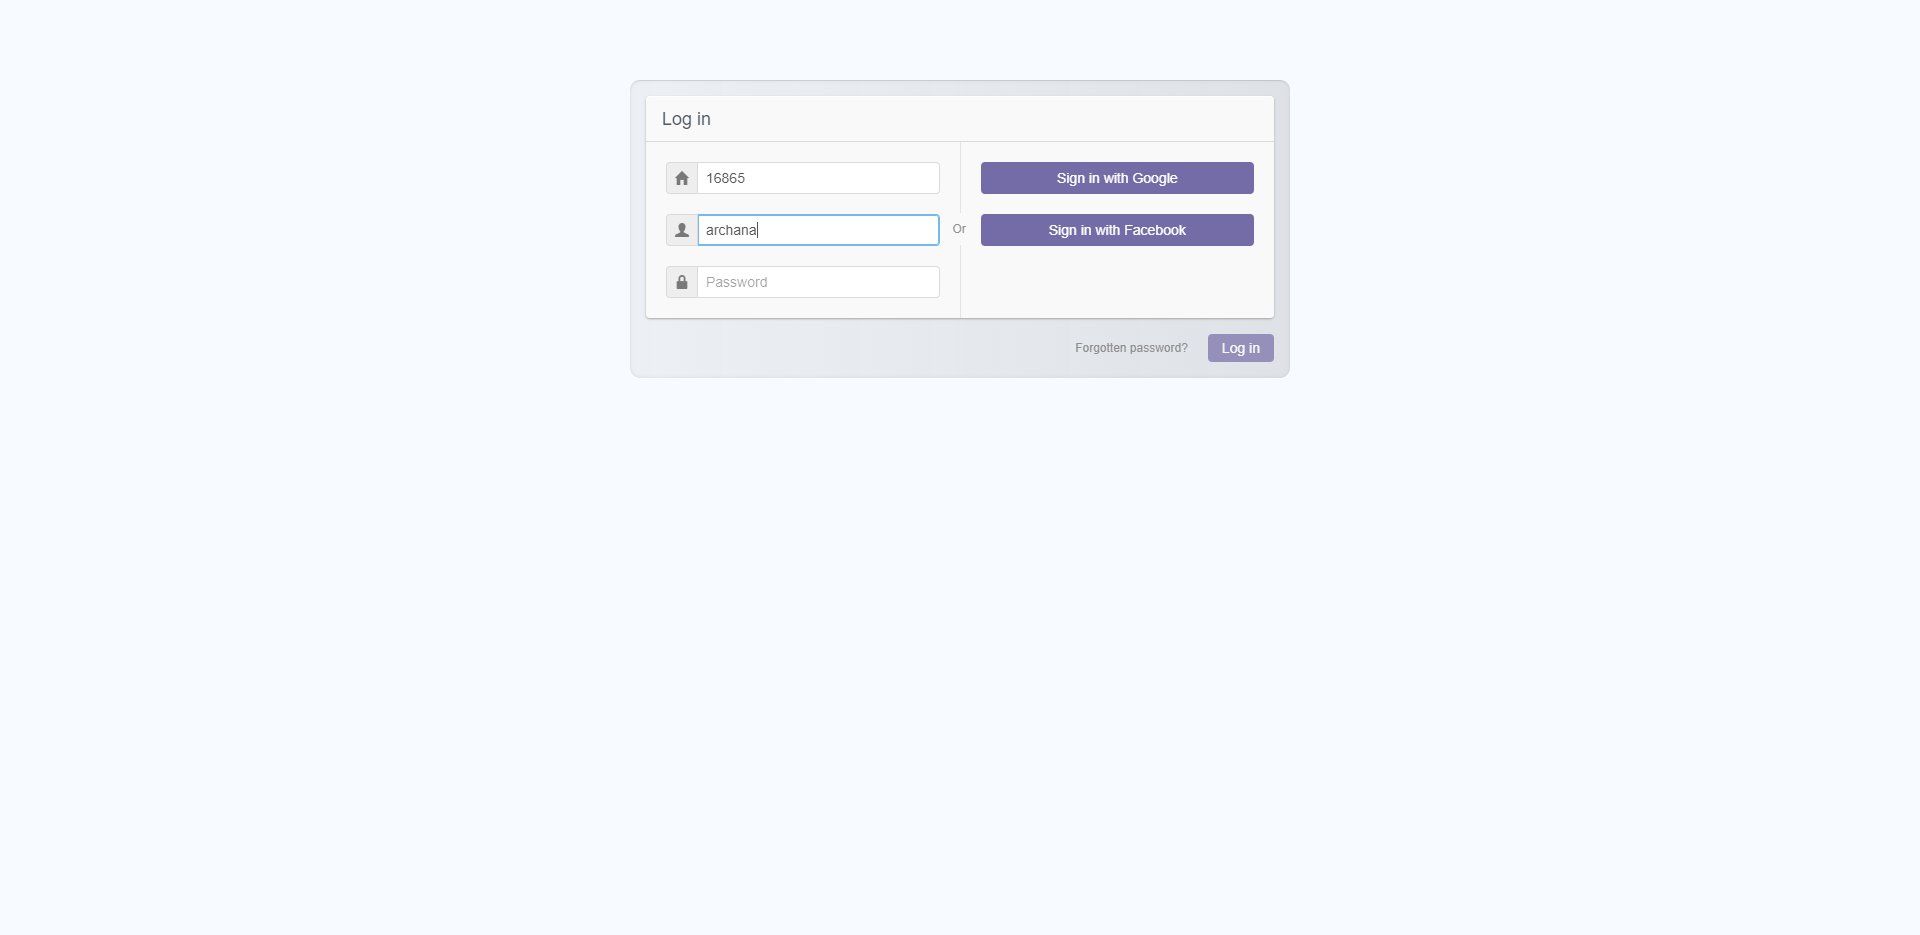 Log in
16865
Sign in with Google
archana
Or
Sign in with Facebook
Password
Forgotten password?
Log in